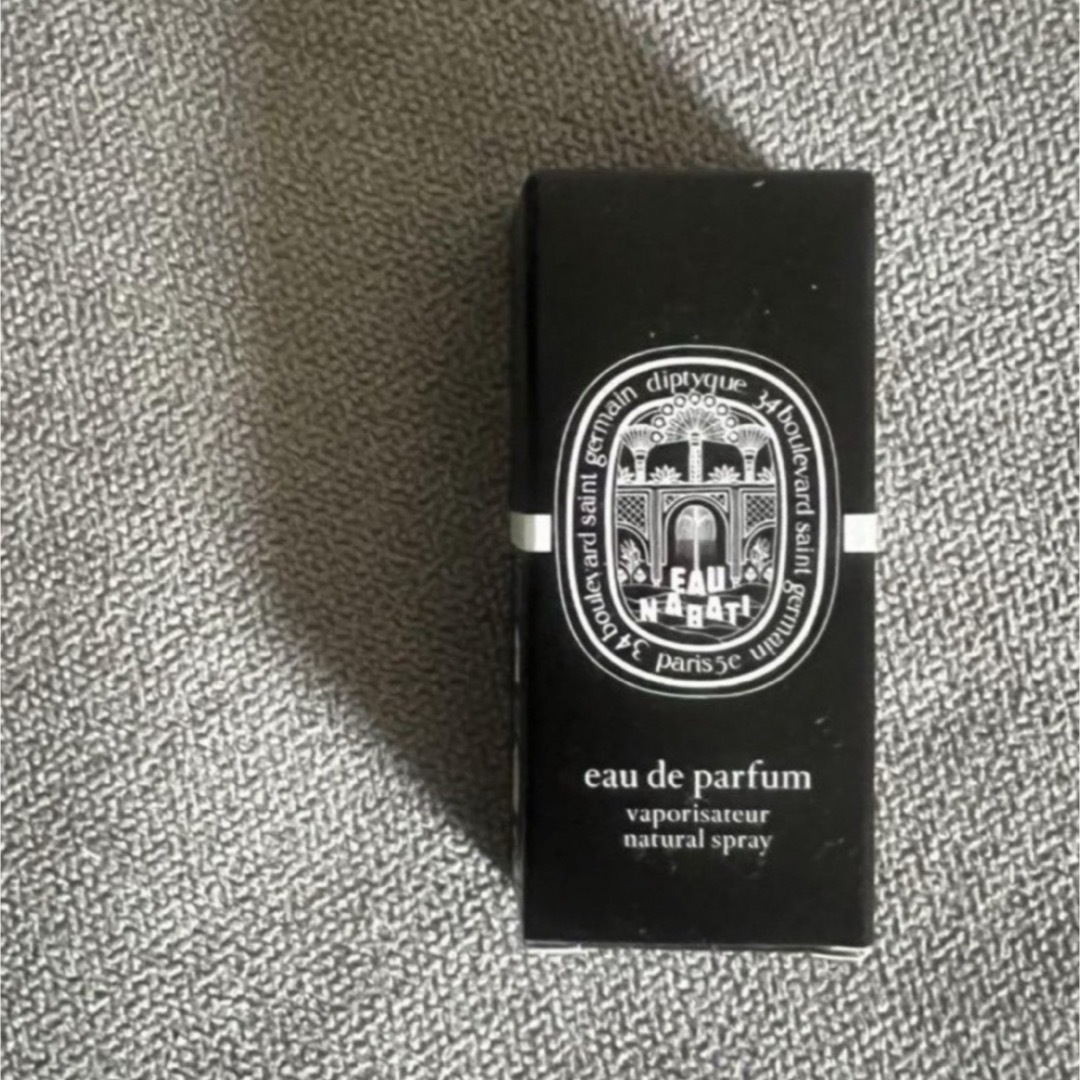 diptyque 34 boulevard saint germain paris 5e 34 boulevard saint germain
EAU
NABATI
eau de parfum
vaporisateur
natural spray